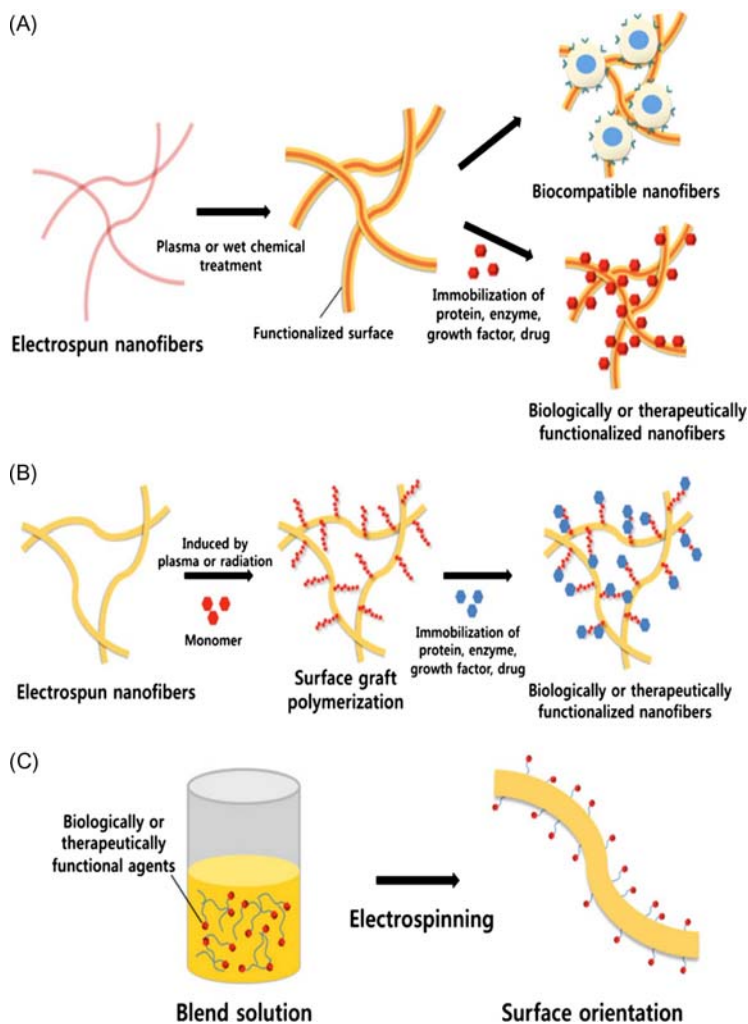 (A)
Electrospun nanofibers
Plasma or wet chemical
treatment
Functionalized surface
Biocompatible nanofibers
Immobilization of
protein, enzyme,
growth factor, drug
Biologically or therapeutically
functionalized nanofibers
(B)
Electrospun nanofibers
Induced by
plasma or radiation
Monomer
Surface graft
polymerization
Immobilization of
protein, enzyme,
growth factor, drug
Biologically or therapeutically
functionalized nanofibers
(C)
Biologically or
therapeutically
functional agents
Blend solution
Electrospinning
Surface orientation